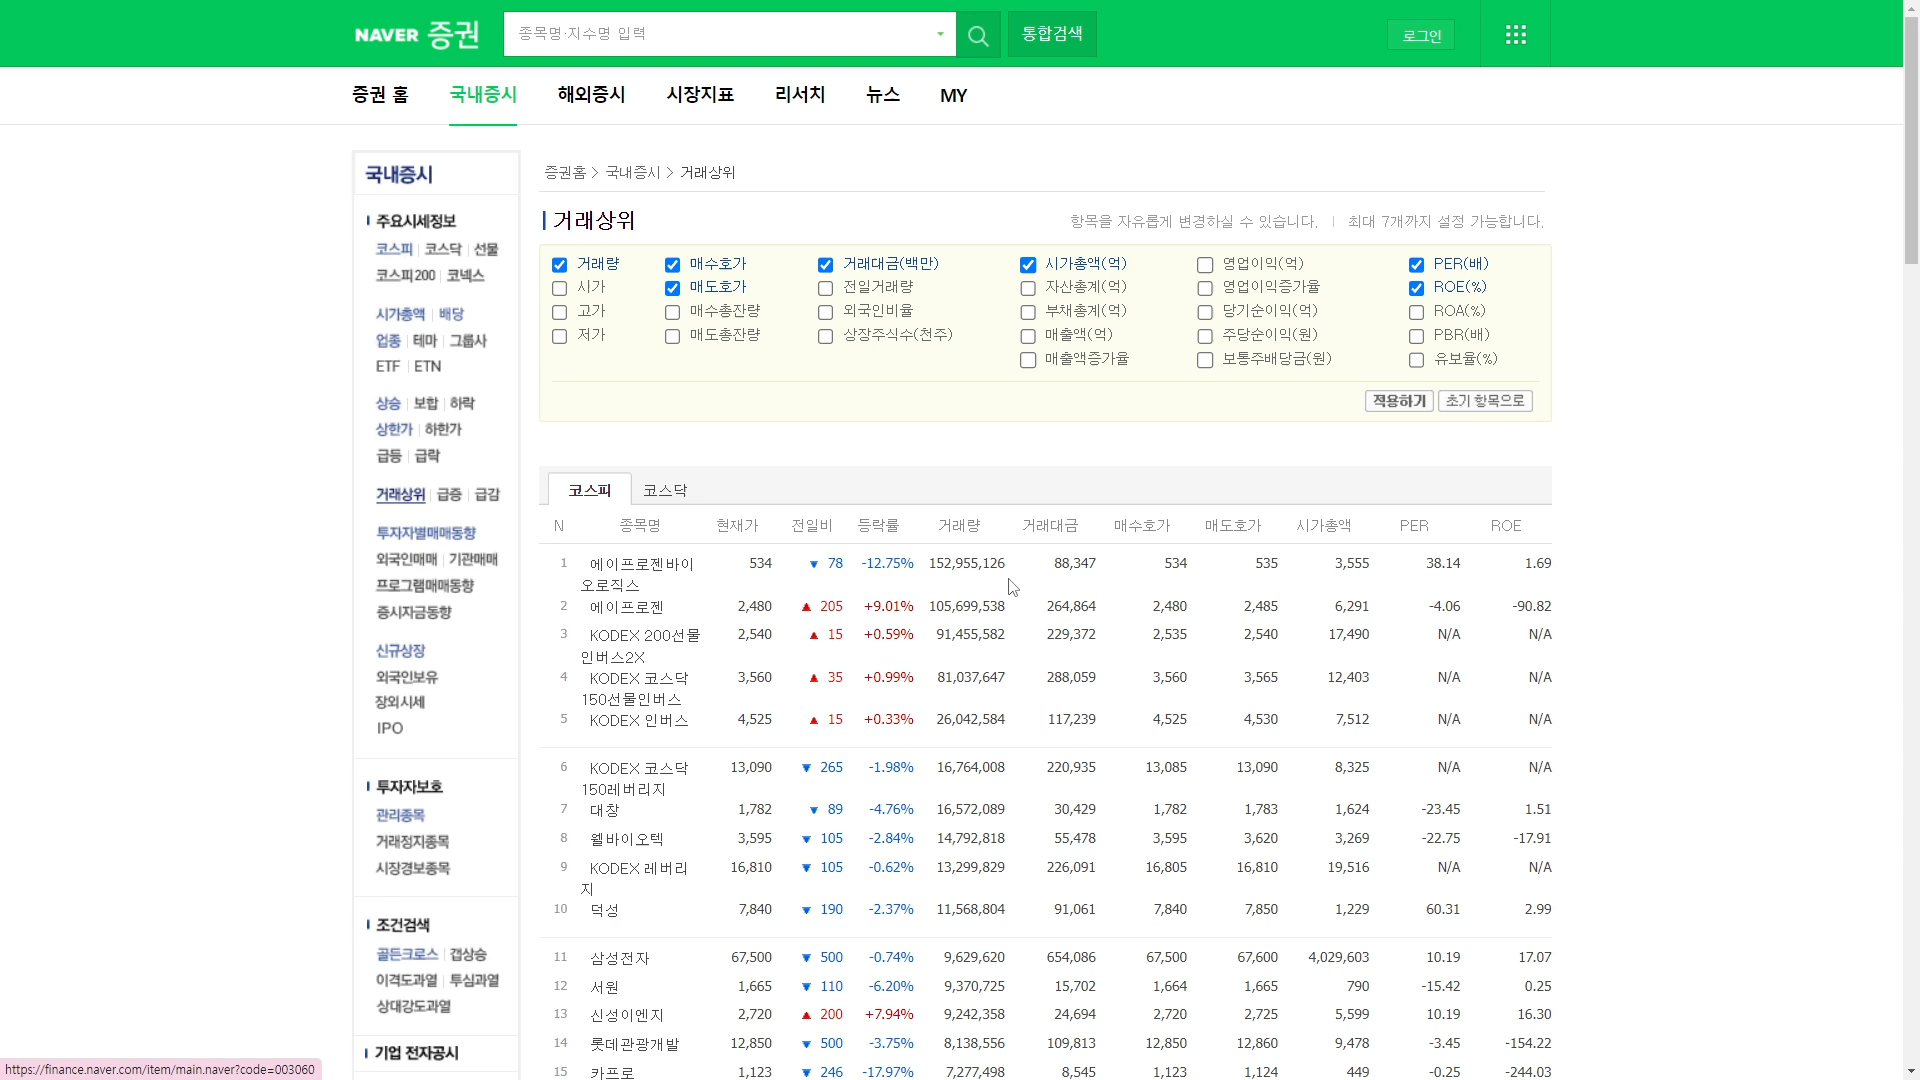 NAVER 증권
종목명·지수명 입력
통합검색
로그인
증권 홈 국내증시 해외증시 시장지표 리서치 뉴스 MY
국내증시
주요시세정보
코스피 코스닥 선물
코스피200 코넥스
시가총액 배당
업종 테마 그룹사
ETF ETN
상승 보합 하락
상한가 하한가
급등 급락
거래상위 급증 급감
투자자별매매동향
외국인매매 기관매매
프로그램매매동향
증시자금동향
신규상장
외국인보유
장외시세
IPO
투자자보호
관리종목
거래정지종목
시장경보종목
조건검색
골든크로스 갭상승
이격도과열 투심과열
상대강도과열
기업 전자공시
증권홈 > 국내증시 > 거래상위
거래상위
항목을 자유롭게 변경하실 수 있습니다. | 최대 7개까지 설정 가능합니다.
거래량 매수호가 거래대금(백만) 시가총액(억) 영업이익(억) PER(배)
시가 매도호가 전일거래량 자산총계(억) 영업이익증가율 ROE(%)
고가 매수총잔량 외국인비율 부채총계(억) 당기순이익(억) ROA(%)
저가 매도총잔량 상장주식수(천주) 매출액(억) 주당순이익(원) PBR(배)
매출액증가율 보통주배당금(원) 유보율(%)
적용하기 초기 항목으로
코스피 코스닥
N 종목명 현재가 전일비 등락률 거래량 거래대금 매수호가 매도호가 시가총액 PER ROE
1 에이프로젠바이 534 ▼ 78 -12.75% 152,955,126 88,347 534 535 3,555 38.14 1.69
오로직스
2 에이프로젠 2,480 ▲ 205 +9.01% 105,699,538 264,864 2,480 2,485 6,291 -4.06 -90.82
3 KODEX 200선물 2,540 ▲ 15 +0.59% 91,455,582 229,372 2,535 2,540 17,490 N/A N/A
인버스2X
4 KODEX 코스닥 3,560 ▲ 35 +0.99% 81,037,647 288,059 3,560 3,565 12,403 N/A N/A
150선물인버스
5 KODEX 인버스 4,525 ▲ 15 +0.33% 26,042,584 117,239 4,525 4,530 7,512 N/A N/A
6 KODEX 코스닥 13,090 ▼ 265 -1.98% 16,764,008 220,935 13,085 13,090 8,325 N/A N/A
150레버리지
7 대창 1,782 ▼ 89 -4.76% 16,572,089 30,429 1,782 1,783 1,624 -23.45 1.51
8 웰바이오텍 3,595 ▼ 105 -2.84% 14,792,818 55,478 3,595 3,620 3,269 -22.75 -17.91
9 KODEX 레버리 16,810 ▼ 105 -0.62% 13,299,829 226,091 16,805 16,810 19,516 N/A N/A
지
10 덕성 7,840 ▼ 190 -2.37% 11,568,804 91,061 7,840 7,850 1,229 60.31 2.99
11 삼성전자 67,500 ▼ 500 -0.74% 9,629,620 654,086 67,500 67,600 4,029,603 10.19 17.07
12 서원 1,665 ▼ 110 -6.20% 9,370,725 15,702 1,664 1,665 790 -15.42 0.25
13 신성이엔지 2,720 ▲ 200 +7.94% 9,242,358 24,694 2,720 2,725 5,599 10.19 16.30
14 롯데관광개발 12,850 ▼ 500 -3.75% 8,138,556 109,813 12,850 12,860 9,478 -3.45 -154.22
15 카프로 1,123 ▼ 246 -17.97% 7,277,498 8,545 1,123 1,124 449 -0.25 -244.03
https://finance.naver.com/item/main.naver?code=003060